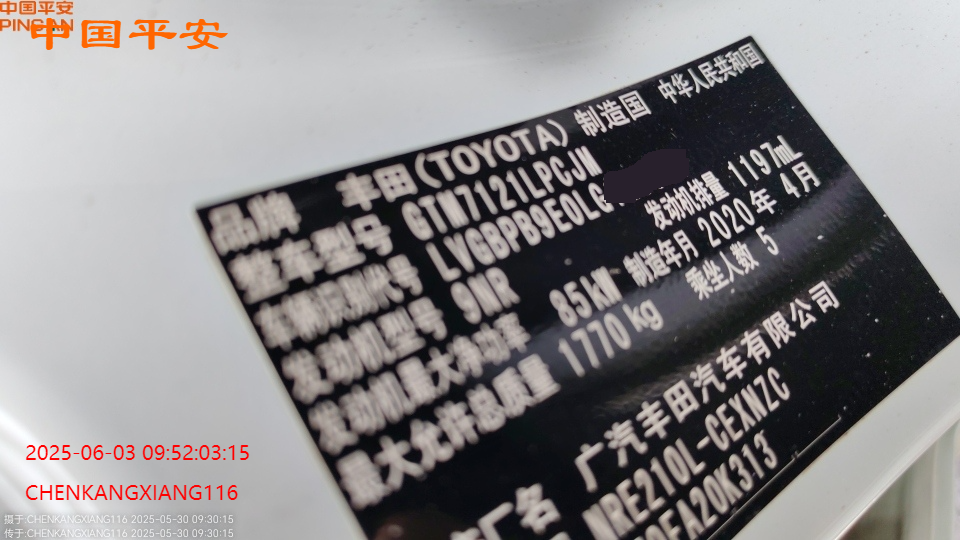 中国平安
PINGAN
中国平安
中华人民共和国
品牌 丰田(TOYOTA) 制造国
整车型号 GTM7121LPCJM
车辆识别代号 LVGBPB9E0LG
发动机型号 9NR 发动机排量 1197mL
发动机最大净功率 85kW 制造年月 2020年 4月
最大允许总质量 1770 kg 乘坐人数 5
厂名 广汽丰田汽车有限公司
NRE210L-CEXNZC
FA20K313
2025-06-03 09:52:03:15
CHENKANGXIANG116
摄于:CHENKANGXIANG116 2025-05-30 09:30:15
传于:CHENKANGXIANG116 2025-05-30 09:30:15